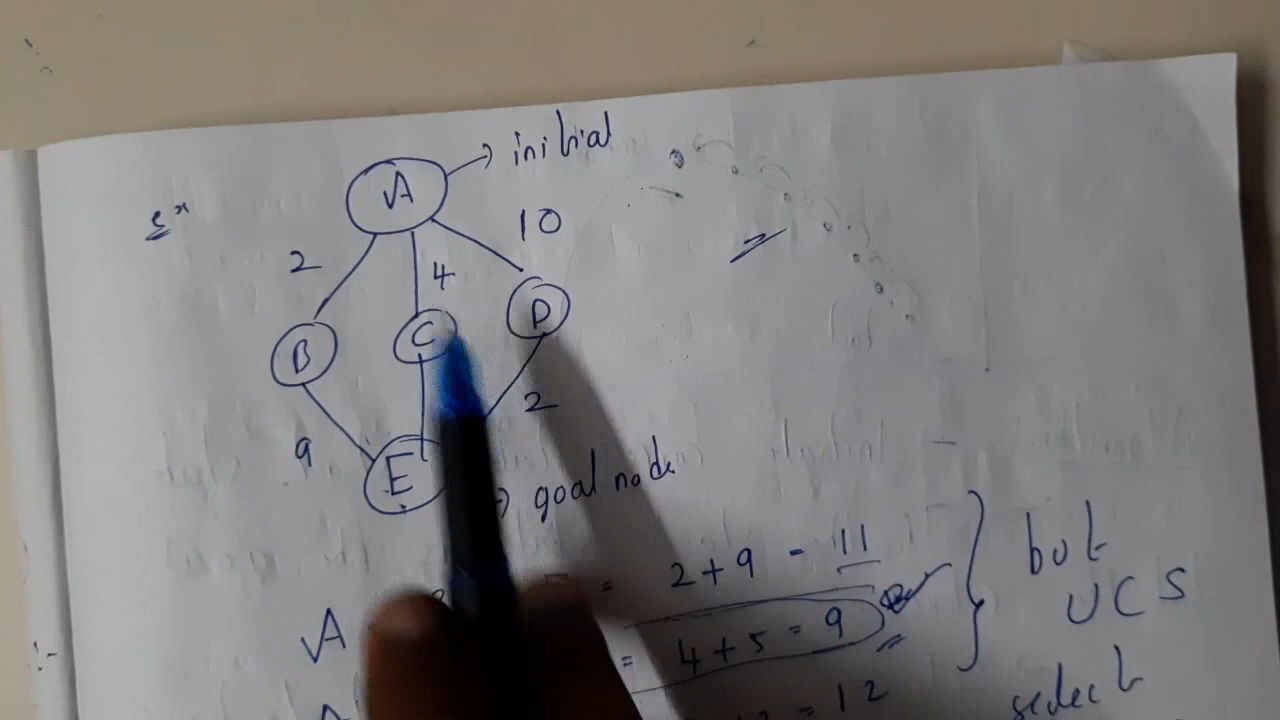 ex
A → initial
2
4
10
B
C
D
9
2
E → goal node
A = 2+9 - 11
= 4+5 = 9
A = 12
but
UCS
select